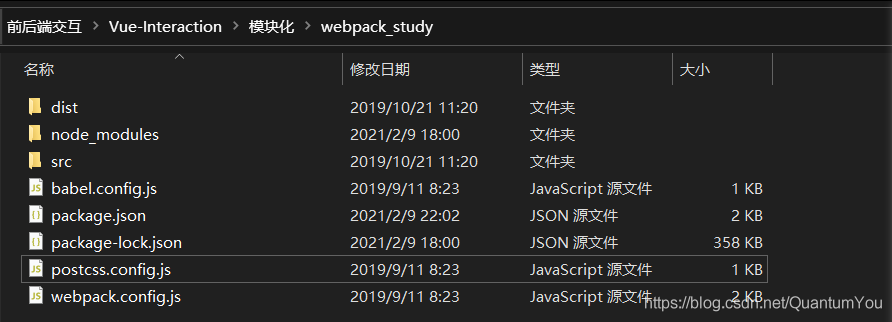 前后端交互 > Vue-Interaction > 模块化 > webpack_study
名称 修改日期 类型 大小
dist 2019/10/21 11:20 文件夹
node_modules 2021/2/9 18:00 文件夹
src 2019/10/21 11:20 文件夹
babel.config.js 2019/9/11 8:23 JavaScript 源文件 1 KB
package.json 2021/2/9 22:02 JSON 源文件 2 KB
package-lock.json 2021/2/9 18:00 JSON 源文件 358 KB
postcss.config.js 2019/9/11 8:23 JavaScript 源文件 1 KB
webpack.config.js 2019/9/11 8:23 JavaScript 源文件 2 KB
https://blog.csdn.net/QuantumYou